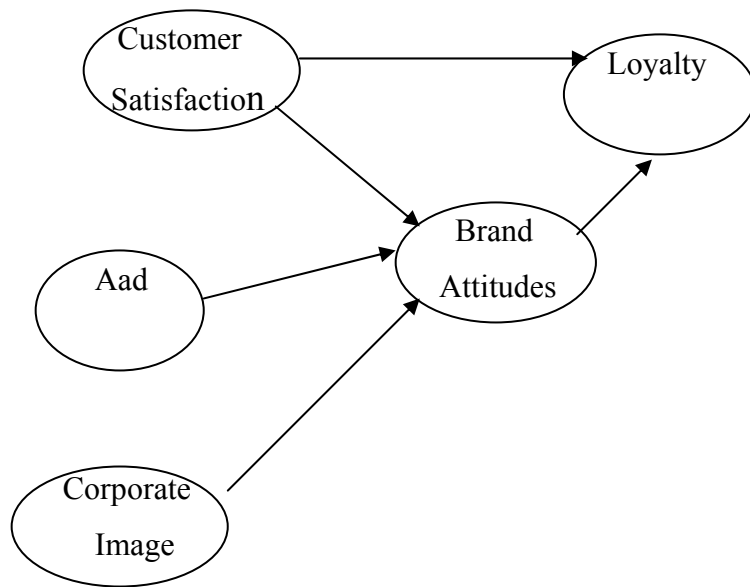 Customer
Satisfaction
Loyalty
Brand
Attitudes
Aad
Corporate
Image